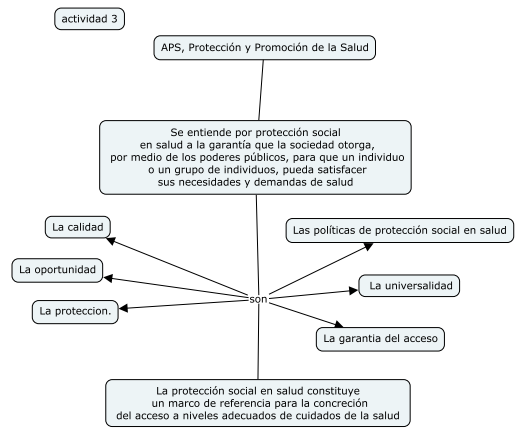 actividad 3
APS, Protección y Promoción de la Salud
Se entiende por protección social
en salud a la garantía que la sociedad otorga,
por medio de los poderes públicos, para que un individuo
o un grupo de individuos, pueda satisfacer
sus necesidades y demandas de salud
La calidad
Las políticas de protección social en salud
La oportunidad
La universalidad
La proteccion.
son
La garantia del acceso
La protección social en salud constituye
un marco de referencia para la concreción
del acceso a niveles adecuados de cuidados de la salud